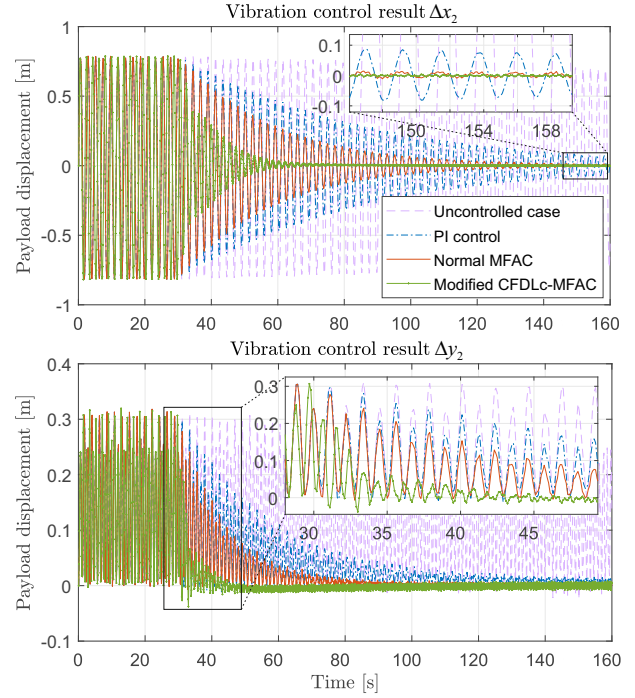 Vibration control result Δx₂
Payload displacement [m]
1
0.5
0
-0.5
-1
0.1
0
-0.1
150
154
158
Uncontrolled case
PI control
Normal MFAC
Modified CFDLc-MFAC
0 20 40 60 80 100 120 140 160
Vibration control result Δy₂
Payload displacement [m]
0.4
0.3
0.2
0.1
0
-0.1
0.3
0.2
0.1
0
30 35 40 45
0 20 40 60 80 100 120 140 160
Time [s]